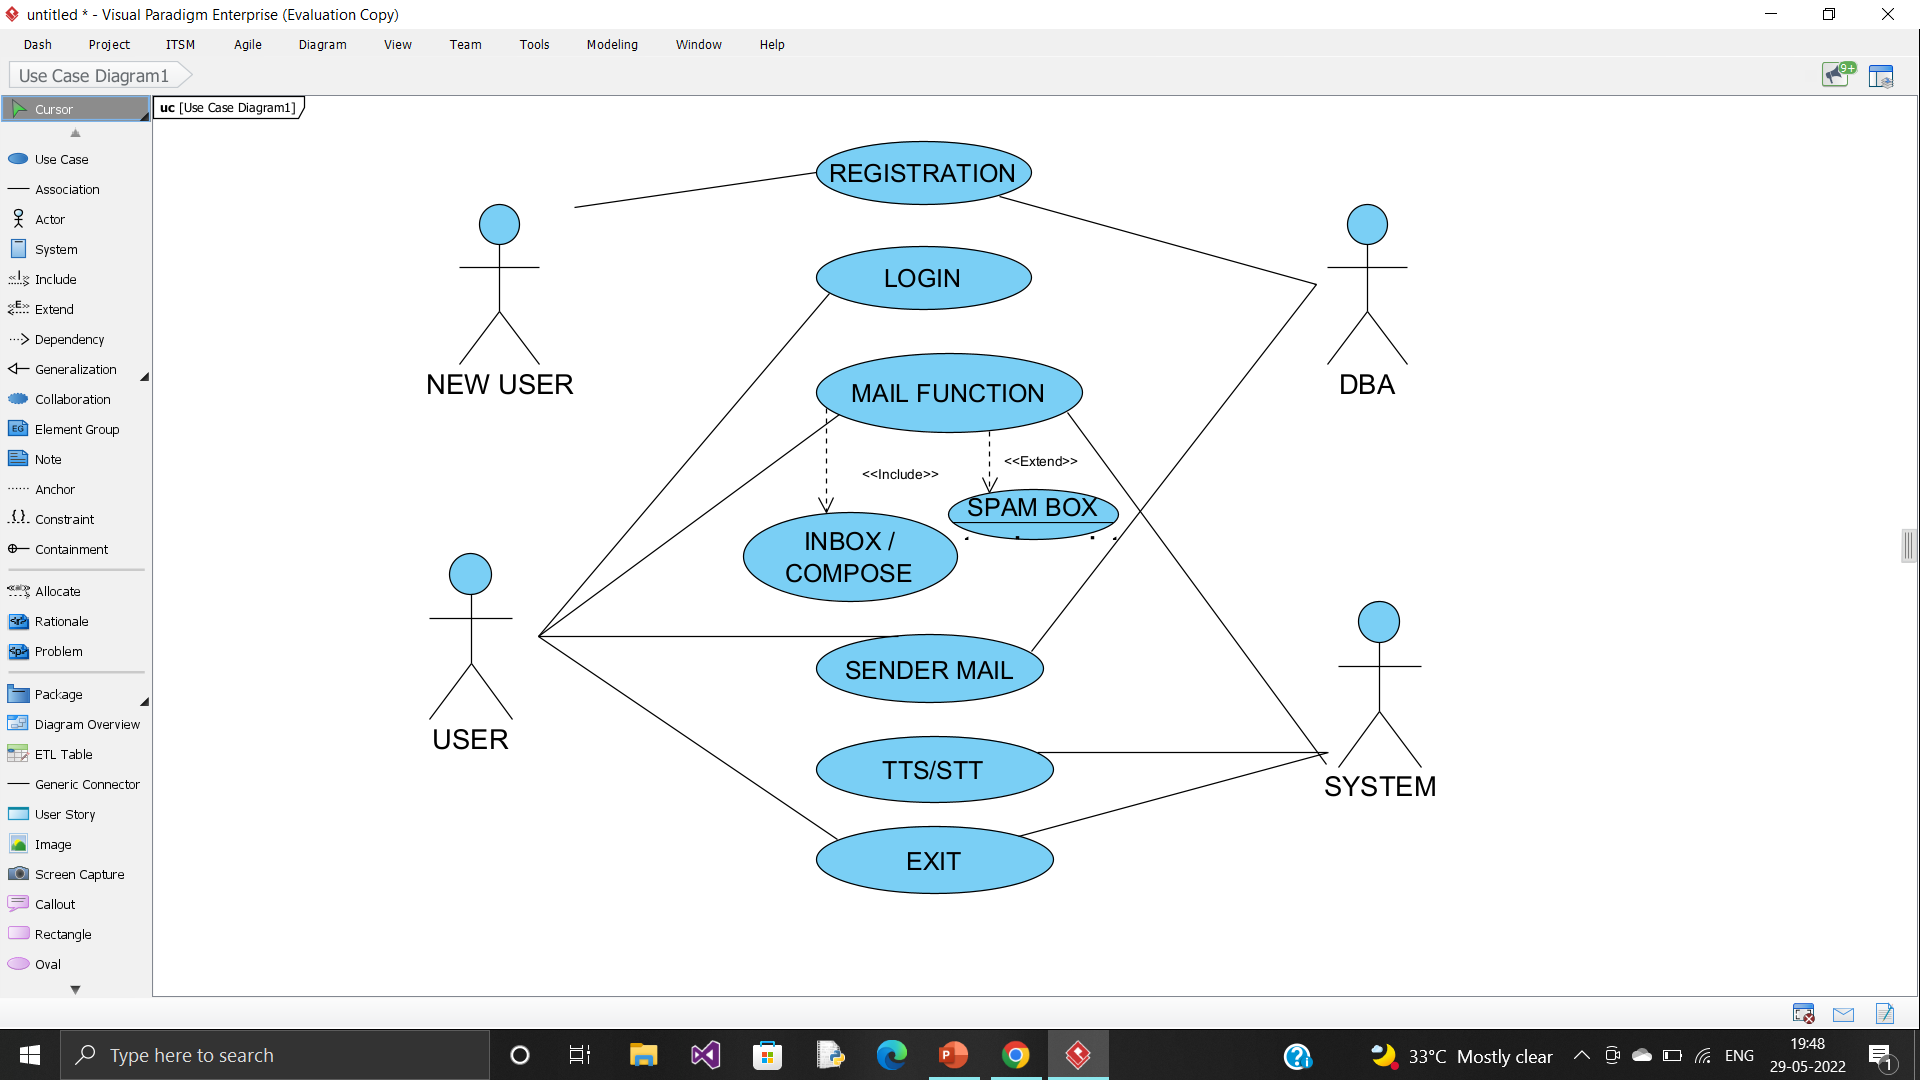 untitled * - Visual Paradigm Enterprise (Evaluation Copy)
Dash Project ITSM Agile Diagram View Team Tools Modeling Window Help
Use Case Diagram1
9+
Cursor
Use Case
Association
Actor
System
Include
Extend
Dependency
Generalization
Collaboration
Element Group
Note
Anchor
Constraint
Containment
Allocate
Rationale
Problem
Package
Diagram Overview
ETL Table
Generic Connector
User Story
Image
Screen Capture
Callout
Rectangle
Oval
uc [Use Case Diagram1]
REGISTRATION
LOGIN
NEW USER
DBA
MAIL FUNCTION
<<Include>>
<<Extend>>
SPAM BOX
INBOX /
COMPOSE
SENDER MAIL
USER
TTS/STT
SYSTEM
EXIT
Type here to search
33°C Mostly clear
ENG
19:48
29-05-2022
1